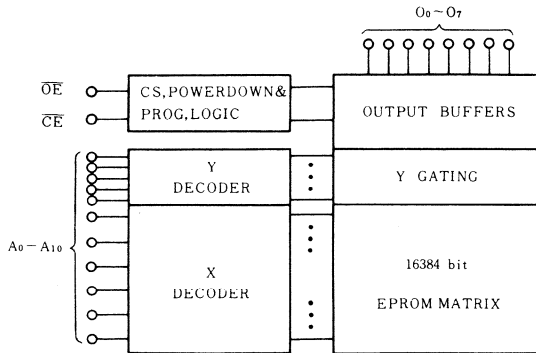 O₀~O₇
OE
CE
CS,POWERDOWN&
PROG,LOGIC
OUTPUT BUFFERS
Y
DECODER
Y GATING
A₀−A₁₀
X
DECODER
16384 bit
EPROM MATRIX